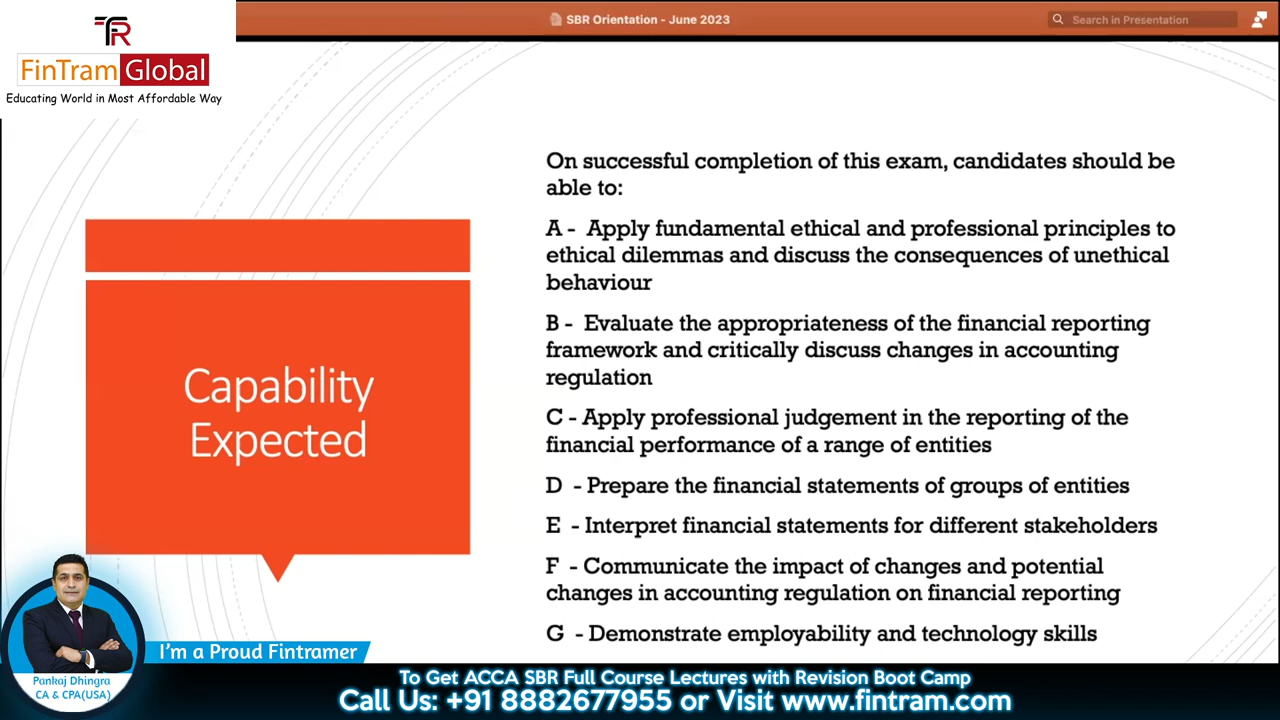 SBR Orientation - June 2023
Search in Presentation
TR
FinTram Global
Educating World in Most Affordable Way
Capability
Expected
On successful completion of this exam, candidates should be
able to:
A - Apply fundamental ethical and professional principles to
ethical dilemmas and discuss the consequences of unethical
behaviour
B - Evaluate the appropriateness of the financial reporting
framework and critically discuss changes in accounting
regulation
C - Apply professional judgement in the reporting of the
financial performance of a range of entities
D - Prepare the financial statements of groups of entities
E - Interpret financial statements for different stakeholders
F - Communicate the impact of changes and potential
changes in accounting regulation on financial reporting
G - Demonstrate employability and technology skills
I'm a Proud Fintramer
Pankaj Dhingra
CA & CPA(USA)
To Get ACCA SBR Full Course Lectures with Revision Boot Camp
Call Us: +91 8882677955 or Visit www.fintram.com